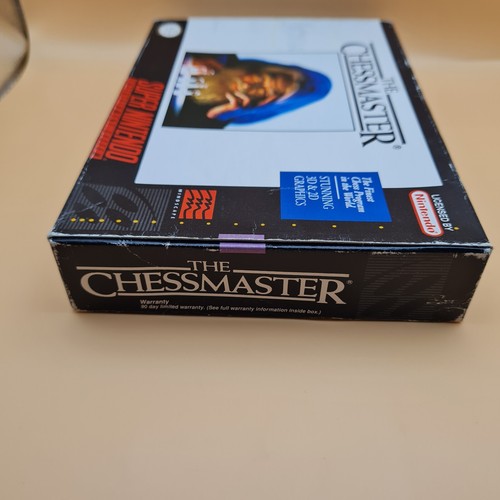 THE
CHESSMASTER®
SUPER NINTENDO
The Finest
Chess Program
in the World.
STUNNING
3D & 2D
GRAPHICS
MINDSCAPE
LICENSED BY
Nintendo
THE
CHESSMASTER®
Warranty
90 day limited warranty. (See full warranty information inside box.)